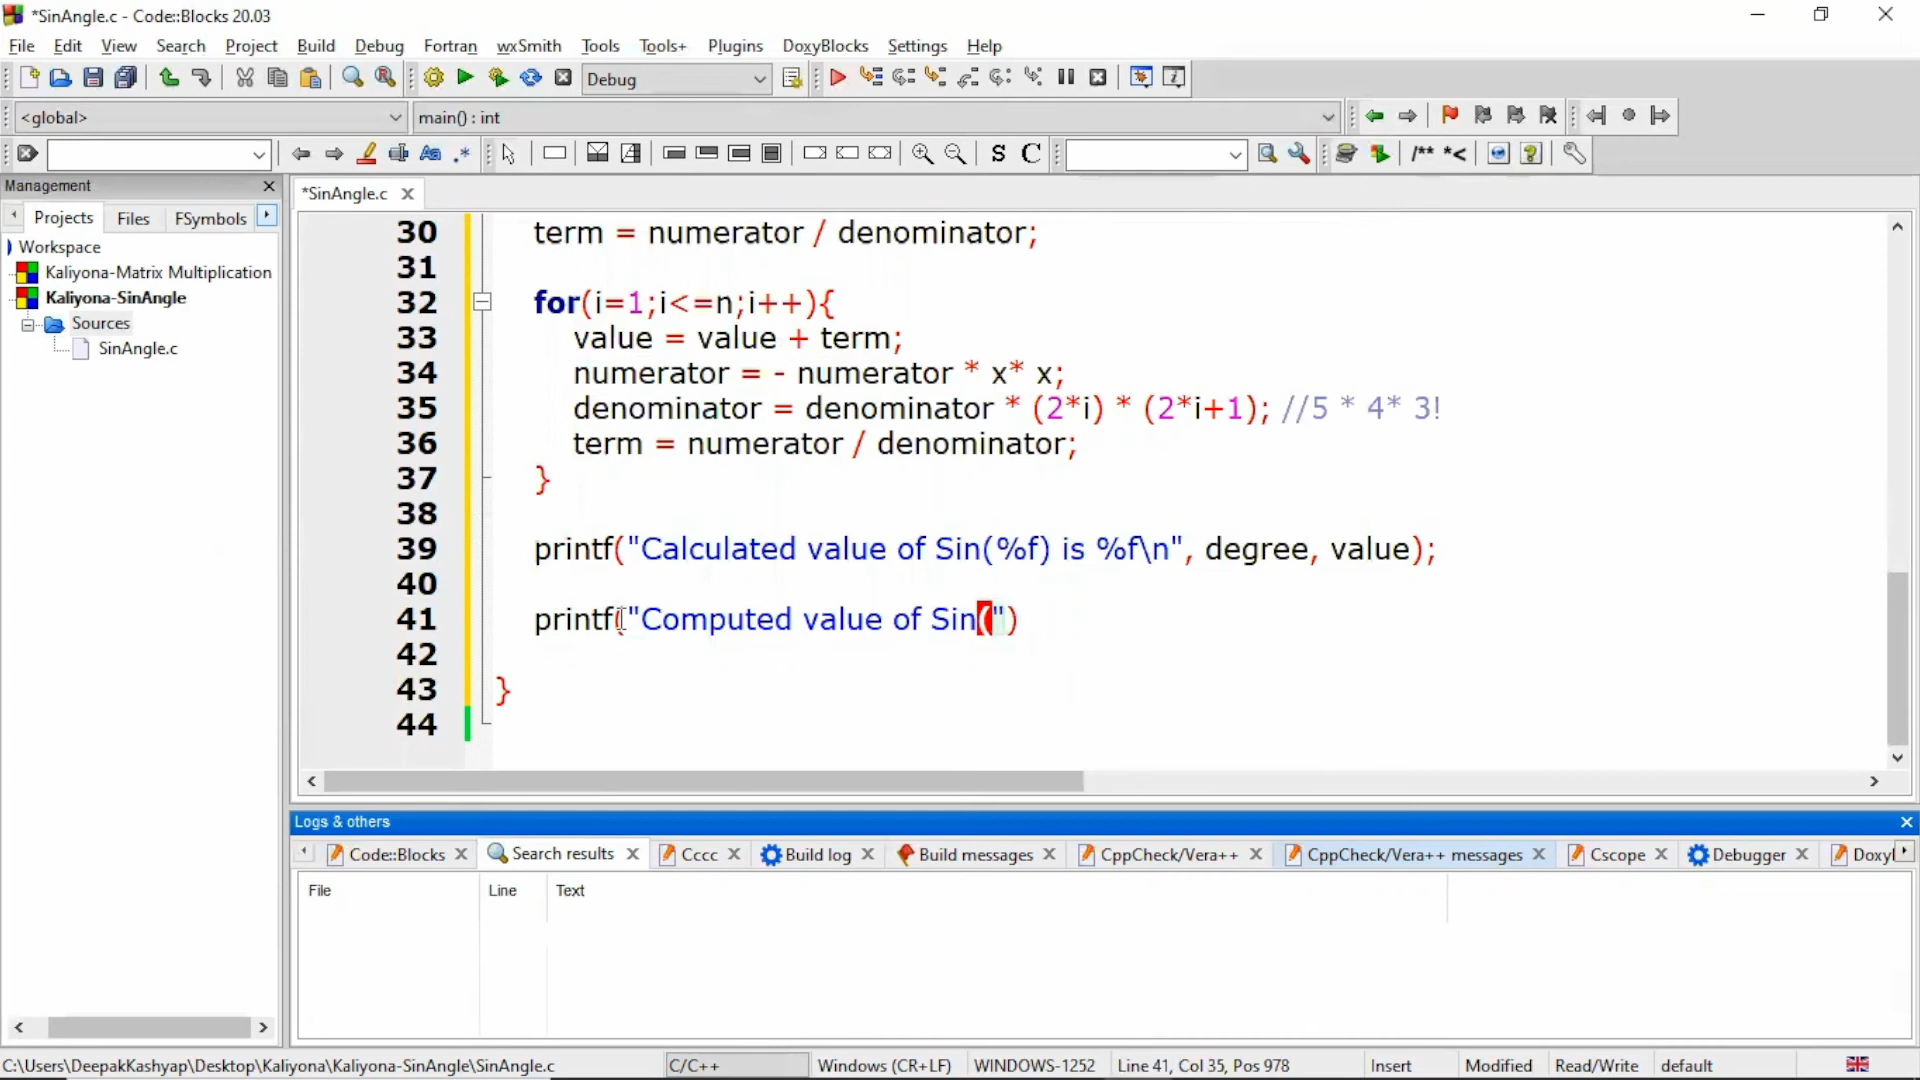 *SinAngle.c - Code::Blocks 20.03
File Edit View Search Project Build Debug Fortran wxSmith Tools Tools+ Plugins DoxyBlocks Settings Help
Debug
<global> main() : int
S C /** *<
Management
Projects Files FSymbols
*SinAngle.c
Workspace
Kaliyona-Matrix Multiplication
Kaliyona-SinAngle
Sources
SinAngle.c
30 term = numerator / denominator;
31
32 for(i=1;i<=n;i++){
33 value = value + term;
34 numerator = - numerator * x* x;
35 denominator = denominator * (2*i) * (2*i+1); //5 * 4* 3!
36 term = numerator / denominator;
37 }
38
39 printf("Calculated value of Sin(%f) is %f\n", degree, value);
40
41 printf("Computed value of Sin(")
42
43 }
44
Logs & others
Code::Blocks Search results Cccc Build log Build messages CppCheck/Vera++ CppCheck/Vera++ messages Cscope Debugger Doxyl
File Line Text
C:\Users\DeepakKashyap\Desktop\Kaliyona\Kaliyona-SinAngle\SinAngle.c C/C++ Windows (CR+LF) WINDOWS-1252 Line 41, Col 35, Pos 978 Insert Modified Read/Write default